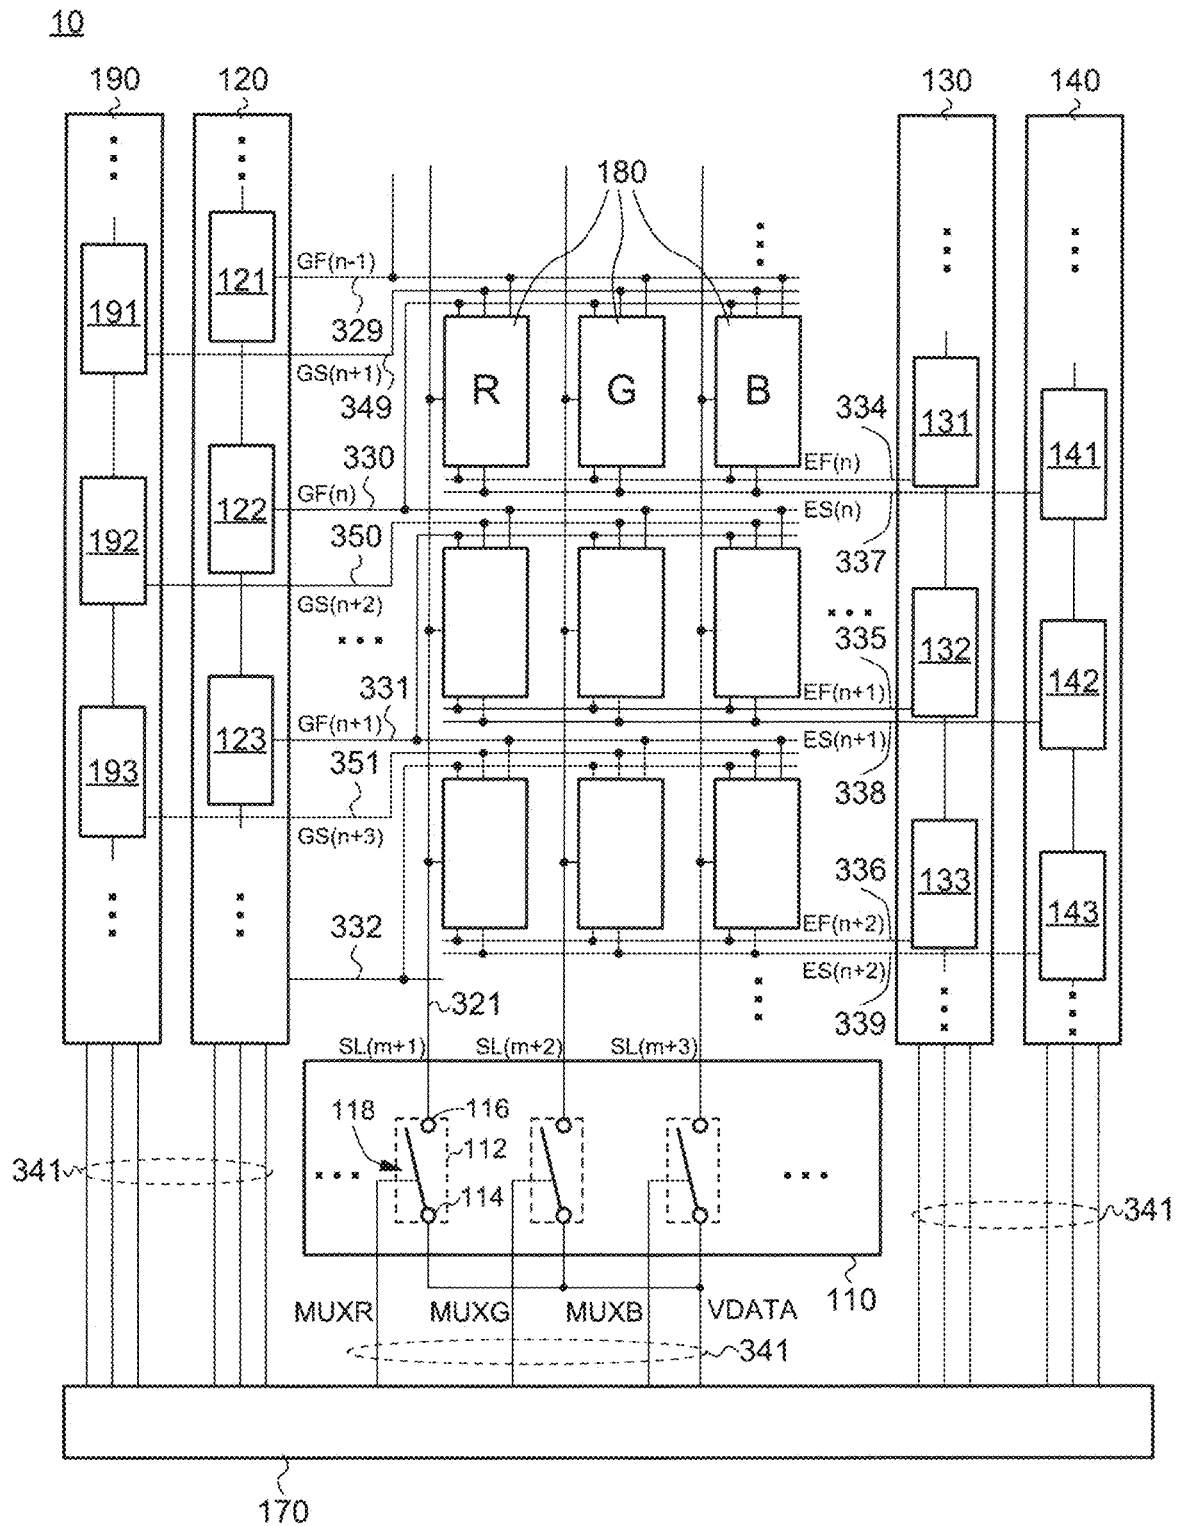 10
190 120 130 140
180
GF(n-1)
121
191
329
GS(n+1)
349
R G B
334
131
141
330
EF(n)
GF(n)
122
192
ES(n)
350
337
GS(n+2)
335
132
142
331
EF(n+1)
GF(n+1)
123
193
ES(n+1)
351
338
GS(n+3)
336
133
143
332
EF(n+2)
ES(n+2)
321
339
SL(m+1) SL(m+2) SL(m+3)
118 116
112
341
114
341
110
MUXR MUXG MUXB VDATA
341
170